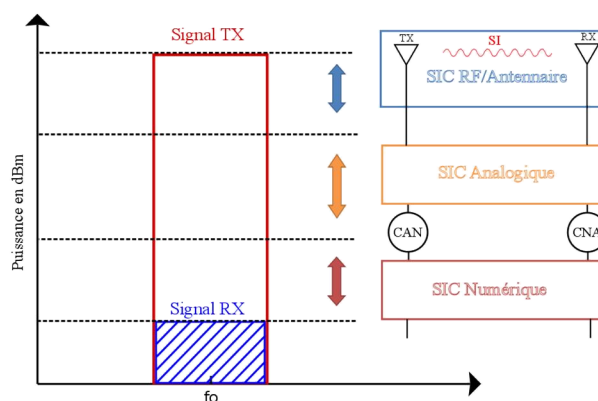 Signal TX
TX
SI
RX
SIC RF/Antennaire
Puissance en dBm
SIC Analogique
CAN
CNA
SIC Numérique
Signal RX
fo